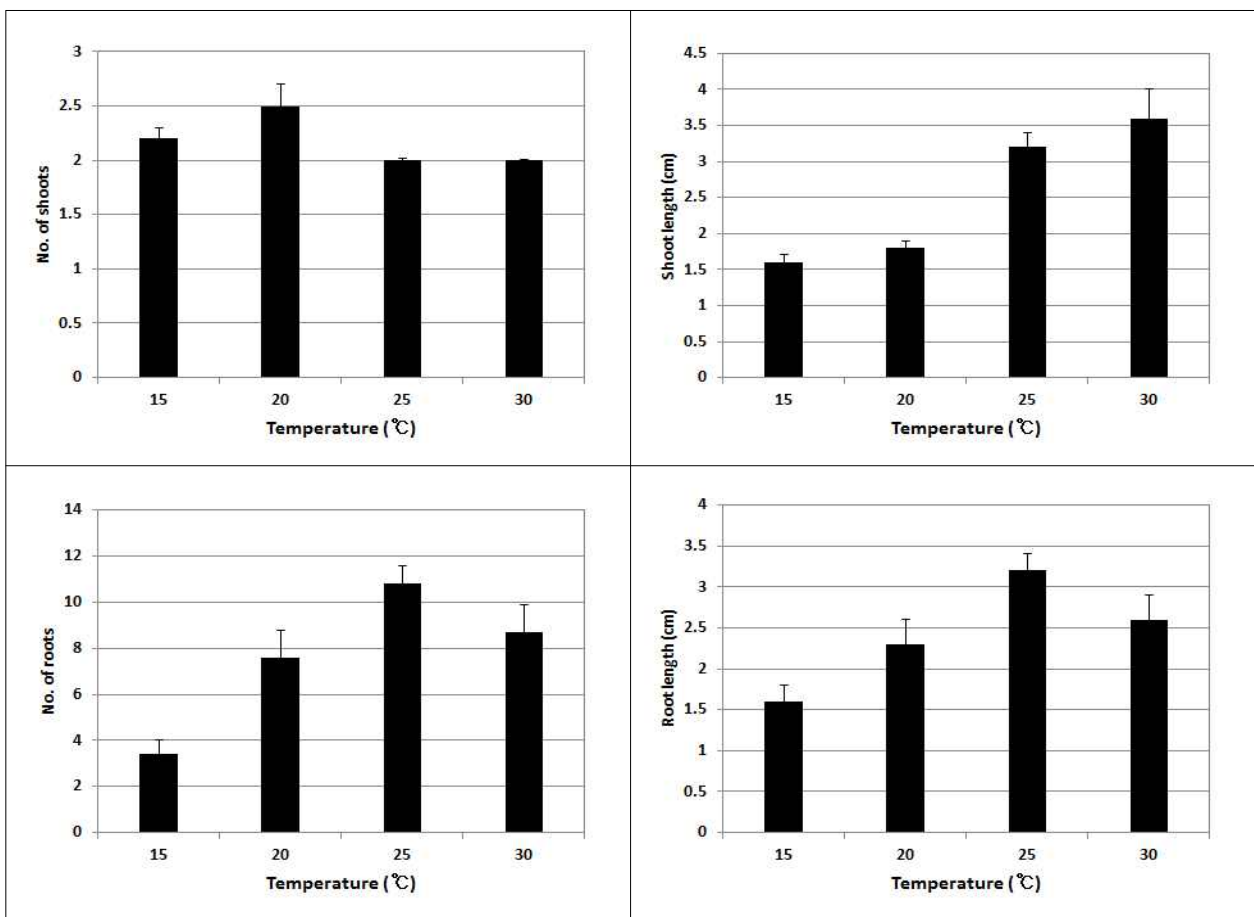 3
2.5
2
1.5
1
0.5
0
No. of shoots
15 20 25 30
Temperature (℃)
4.5
4
3.5
3
2.5
2
1.5
1
0.5
0
Shoot length (cm)
15 20 25 30
Temperature (℃)
14
12
10
8
6
4
2
0
No. of roots
15 20 25 30
Temperature (℃)
4
3.5
3
2.5
2
1.5
1
0.5
0
Root length (cm)
15 20 25 30
Temperature (℃)